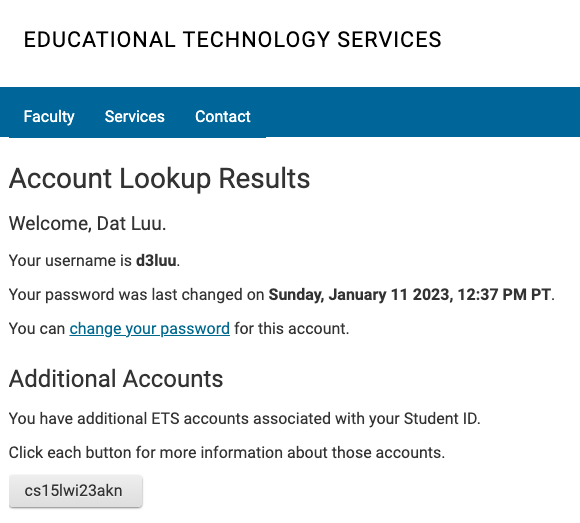 EDUCATIONAL TECHNOLOGY SERVICES
Faculty Services Contact
Account Lookup Results
Welcome, Dat Luu.
Your username is d3luu.
Your password was last changed on Sunday, January 11 2023, 12:37 PM PT.
You can change your password for this account.
Additional Accounts
You have additional ETS accounts associated with your Student ID.
Click each button for more information about those accounts.
cs15lwi23akn